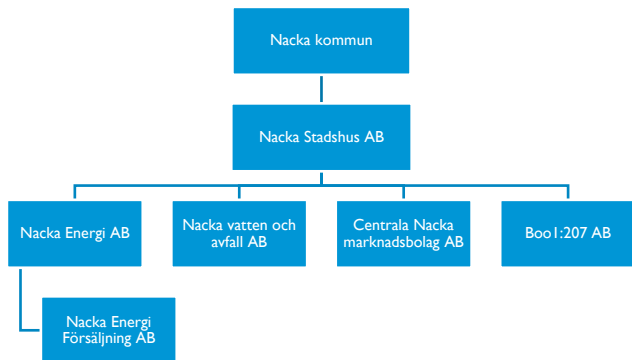 Nacka kommun
Nacka Stadshus AB
Nacka Energi AB
Nacka vatten och
avfall AB
Centrala Nacka
marknadsbolag AB
Boo1:207 AB
Nacka Energi
Försäljning AB